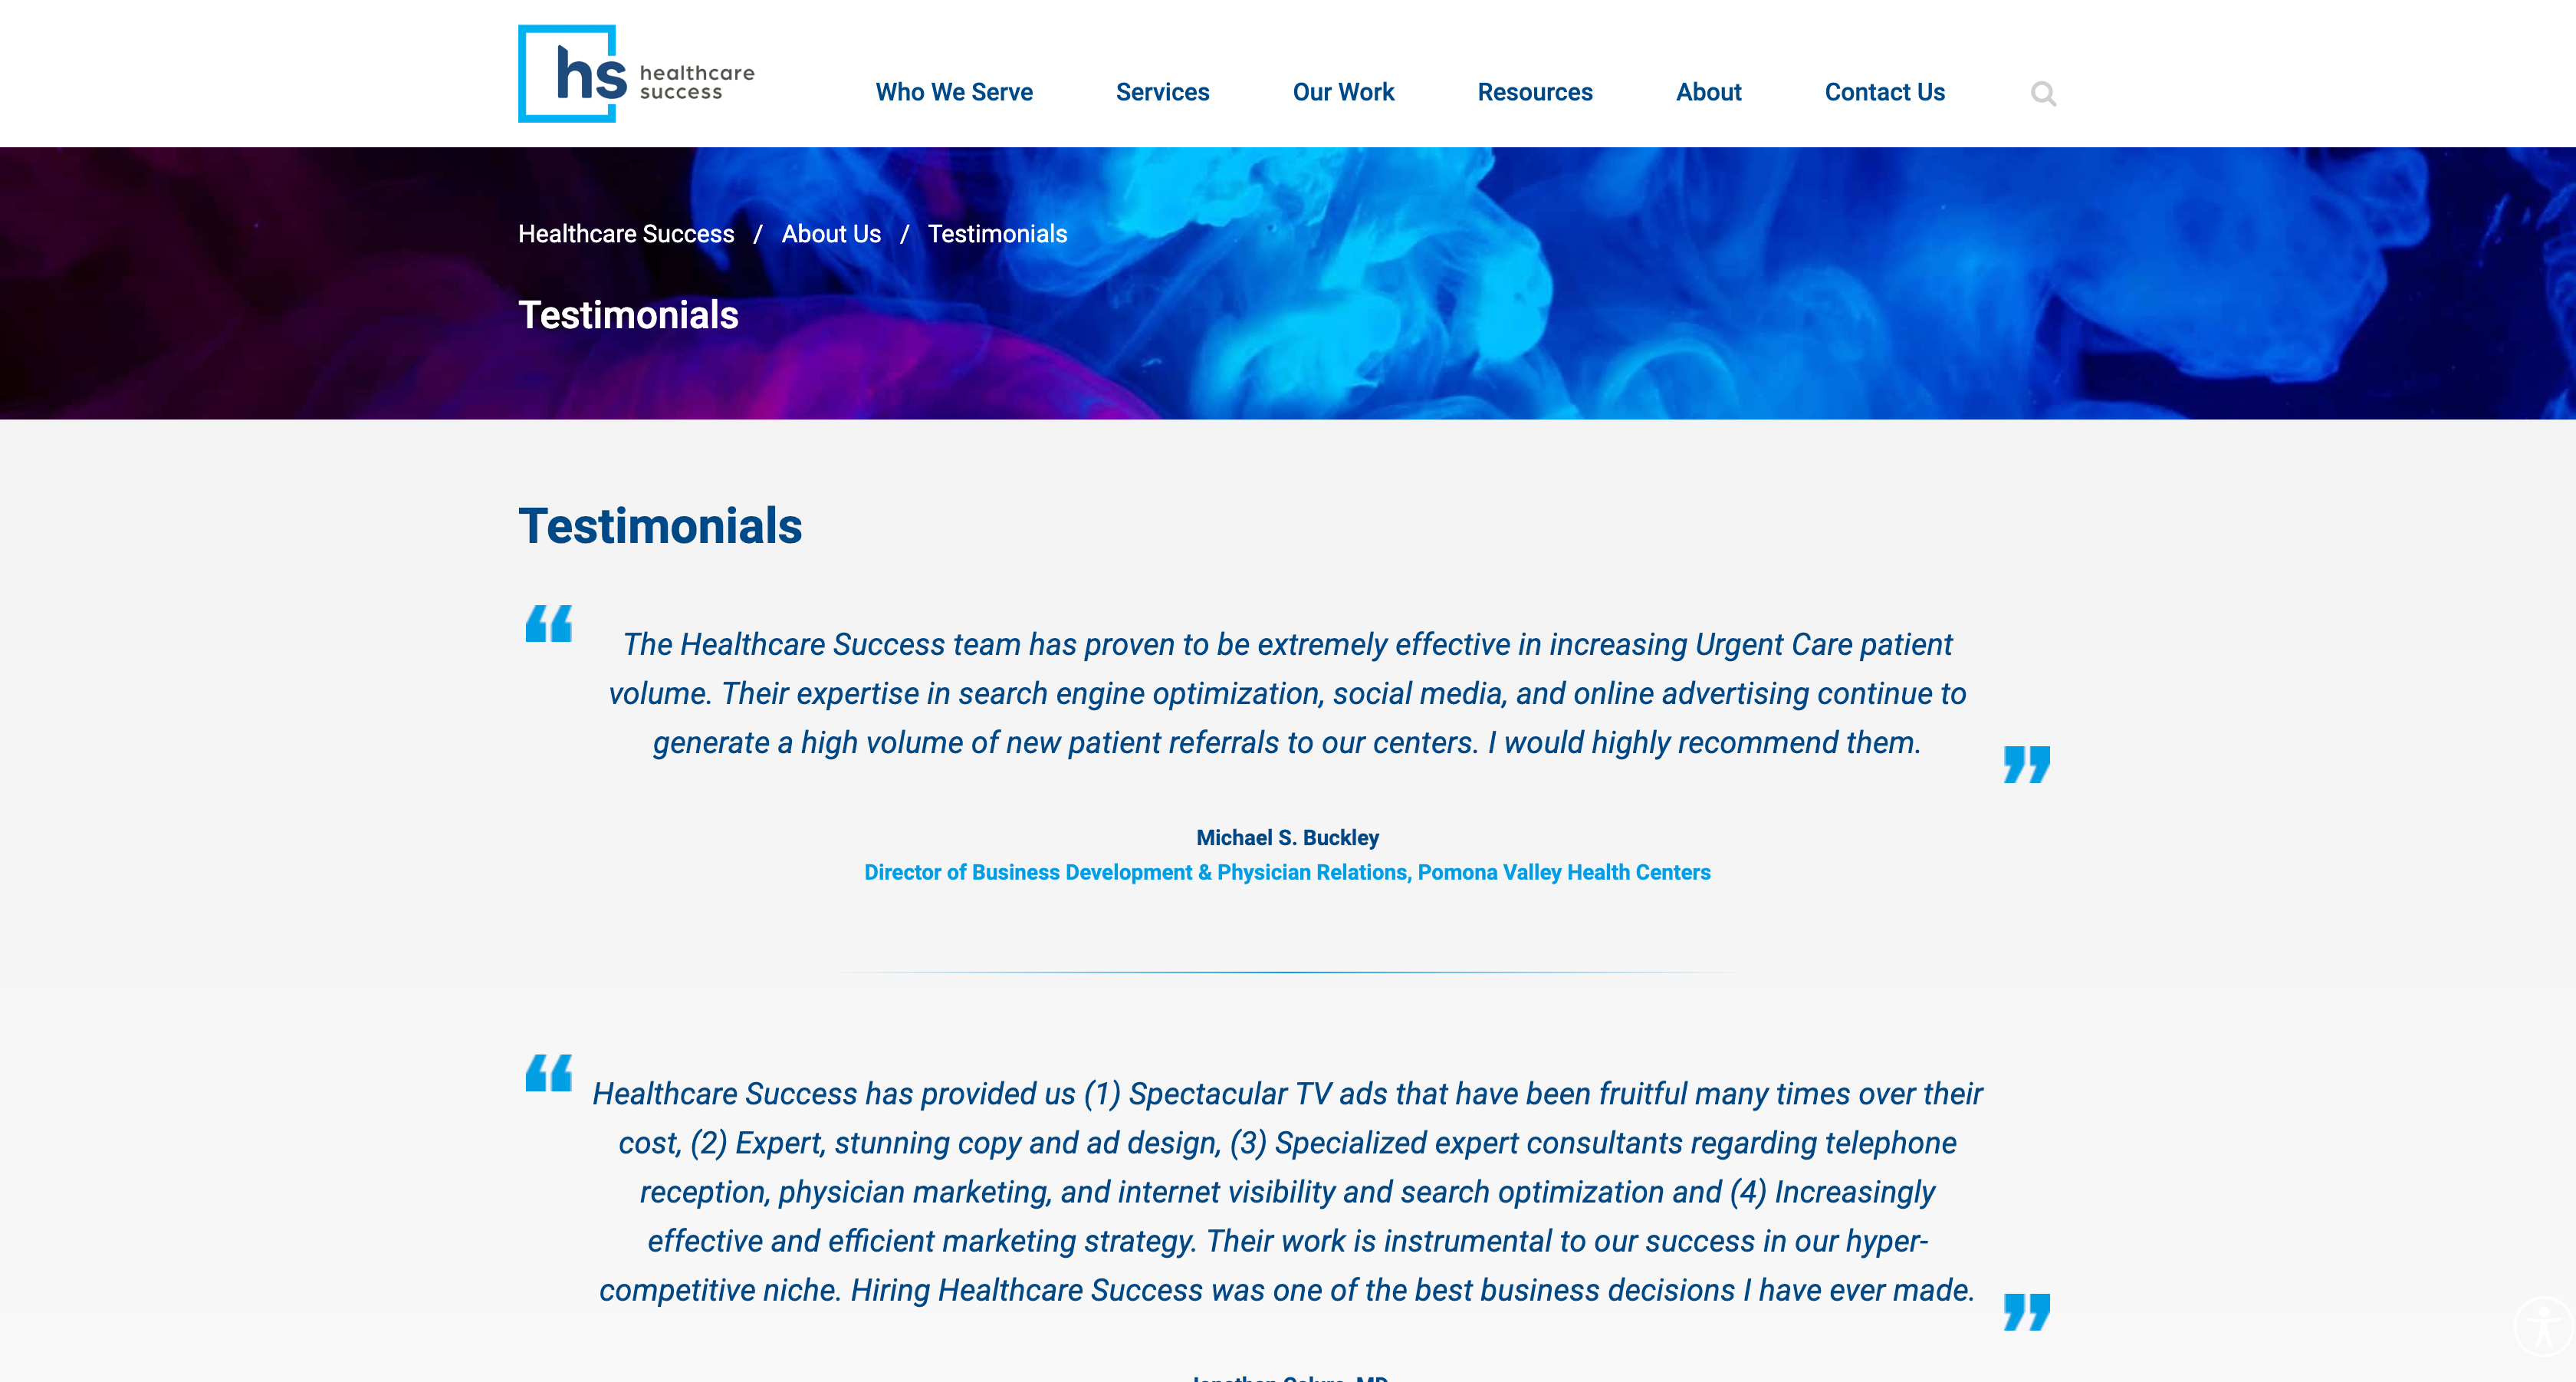 hs healthcare
success
Who We Serve Services Our Work Resources About Contact Us
Healthcare Success / About Us / Testimonials
Testimonials
Testimonials
“ The Healthcare Success team has proven to be extremely effective in increasing Urgent Care patient
volume. Their expertise in search engine optimization, social media, and online advertising continue to
generate a high volume of new patient referrals to our centers. I would highly recommend them. ”
Michael S. Buckley
Director of Business Development & Physician Relations, Pomona Valley Health Centers
“ Healthcare Success has provided us (1) Spectacular TV ads that have been fruitful many times over their
cost, (2) Expert, stunning copy and ad design, (3) Specialized expert consultants regarding telephone
reception, physician marketing, and internet visibility and search optimization and (4) Increasingly
effective and efficient marketing strategy. Their work is instrumental to our success in our hyper-
competitive niche. Hiring Healthcare Success was one of the best business decisions I have ever made. ”